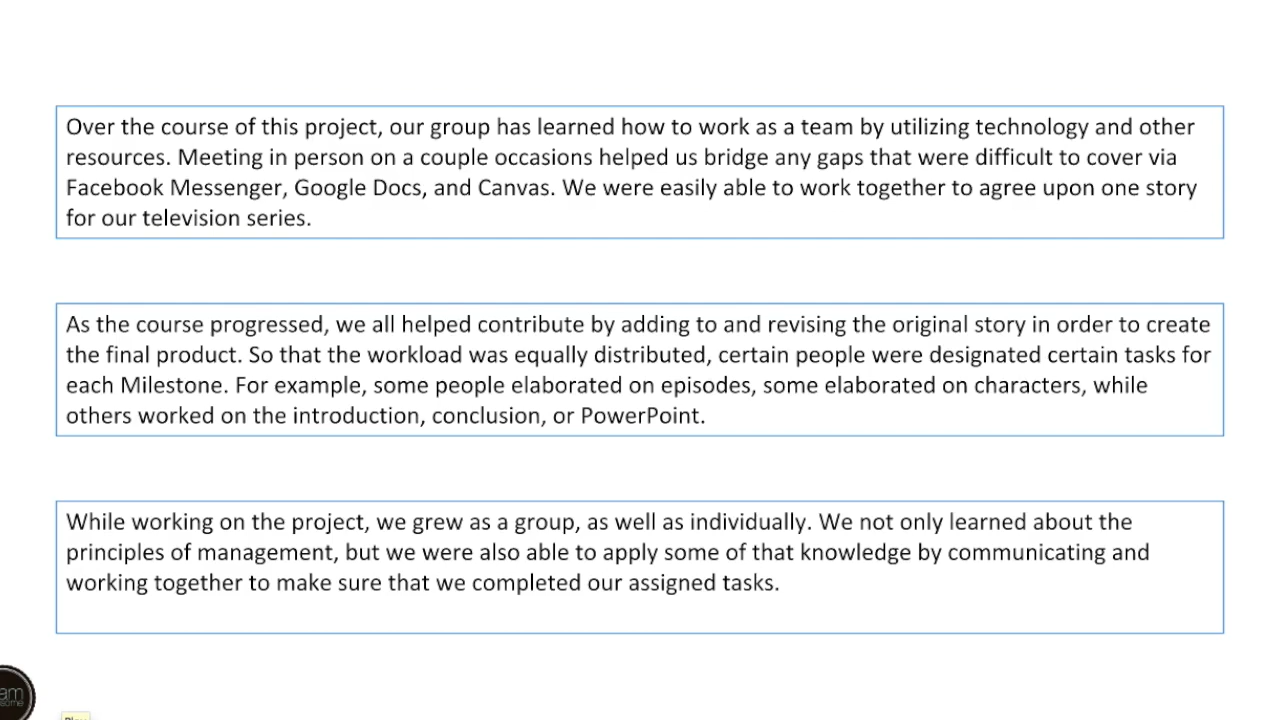 Over the course of this project, our group has learned how to work as a team by utilizing technology and other
resources. Meeting in person on a couple occasions helped us bridge any gaps that were difficult to cover via
Facebook Messenger, Google Docs, and Canvas. We were easily able to work together to agree upon one story
for our television series.
As the course progressed, we all helped contribute by adding to and revising the original story in order to create
the final product. So that the workload was equally distributed, certain people were designated certain tasks for
each Milestone. For example, some people elaborated on episodes, some elaborated on characters, while
others worked on the introduction, conclusion, or PowerPoint.
While working on the project, we grew as a group, as well as individually. We not only learned about the
principles of management, but we were also able to apply some of that knowledge by communicating and
working together to make sure that we completed our assigned tasks.
am